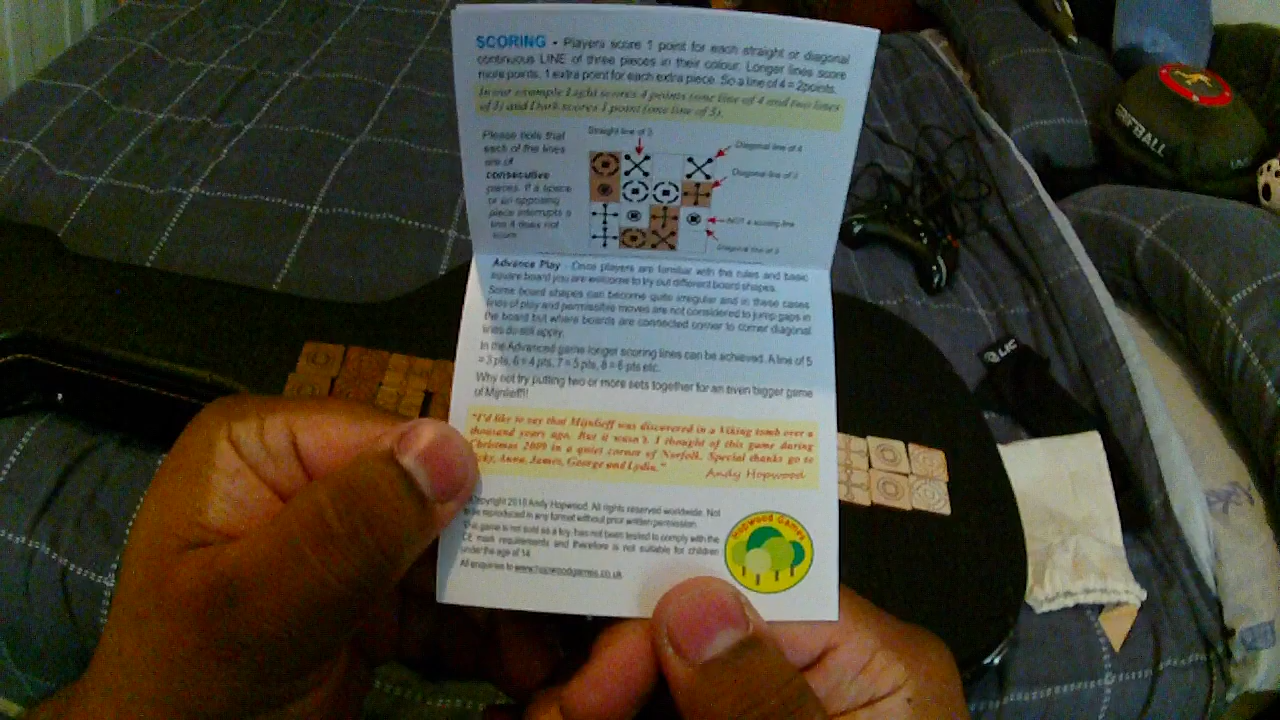 SCORING - Players score 1 point for each straight or diagonal
continuous LINE of three pieces in their colour. Longer lines score
more points, 1 extra point for each extra piece. So a line of 4 = 2points.
In our example Light scores 4 points (one line of 4 and two lines
of 3) and Dark scores 1 point (one line of 3).
Please note that
each of the lines
are of
consecutive
pieces. If a space
or an opposing
piece interrupts a
line it does not
score
Straight line of 3
Diagonal line of 4
Diagonal line of 3
NOT a scoring line
Diagonal line of 3
Advance Play - Once players are familiar with the rules and basic
square board you are welcome to try out different board shapes.
Some board shapes can become quite irregular and in these cases
lines of play and permissible moves are not considered to jump gaps in
the board but where boards are connected corner to corner diagonal
lines do still apply.
In the Advanced game longer scoring lines can be achieved. A line of 5
= 3 pts, 6 = 4 pts, 7 = 5 pts, 8 = 6 pts etc.
Why not try putting two or more sets together for an even bigger game
of Mijnlieff!!
"I'd like to say that Mijnlieff was discovered in a Viking tomb over a
thousand years ago. But it wasn't. I thought of this game during
Christmas 2009 in a quiet corner of Norfolk. Special thanks go to
Anne, James, George and Lydia."
Andy Hopwood
Copyright 2010 Andy Hopwood. All rights reserved worldwide. Not
to be reproduced in any format without prior written permission.
This game is not sold as a toy, has not been tested to comply with the
CE mark requirements and therefore is not suitable for children
under the age of 14
All enquiries to www.hopwoodgames.co.uk
Hopwood Games